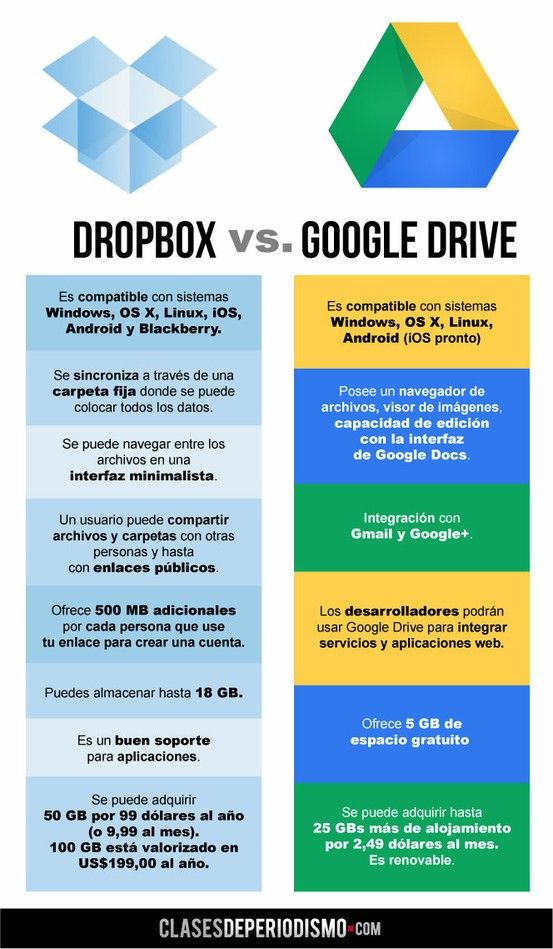 DROPBOX vs. GOOGLE DRIVE
Es compatible con sistemas
Windows, OS X, Linux, iOS,
Android y Blackberry.
Se sincroniza a través de una
carpeta fija donde se puede
colocar todos los datos.
Se puede navegar entre los
archivos en una
interfaz minimalista.
Un usuario puede compartir
archivos y carpetas con otras
personas y hasta
con enlaces públicos.
Ofrece 500 MB adicionales
por cada persona que use
tu enlace para crear una cuenta.
Puedes almacenar hasta 18 GB.
Es un buen soporte
para aplicaciones.
Se puede adquirir
50 GB por 99 dólares al año
(o 9,99 al mes).
100 GB está valorizado en
US$199,00 al año.
Es compatible con sistemas
Windows, OS X, Linux,
Android (iOS pronto)
Posee un navegador de
archivos, visor de imágenes,
capacidad de edición
con la interfaz
de Google Docs.
Integración con
Gmail y Google+.
Los desarrolladores podrán
usar Google Drive para integrar
servicios y aplicaciones web.
Ofrece 5 GB de
espacio gratuito
Se puede adquirir hasta
25 GBs más de alojamiento
por 2,49 dólares al mes.
Es renovable.
CLASESDEPERIODISMO.COM